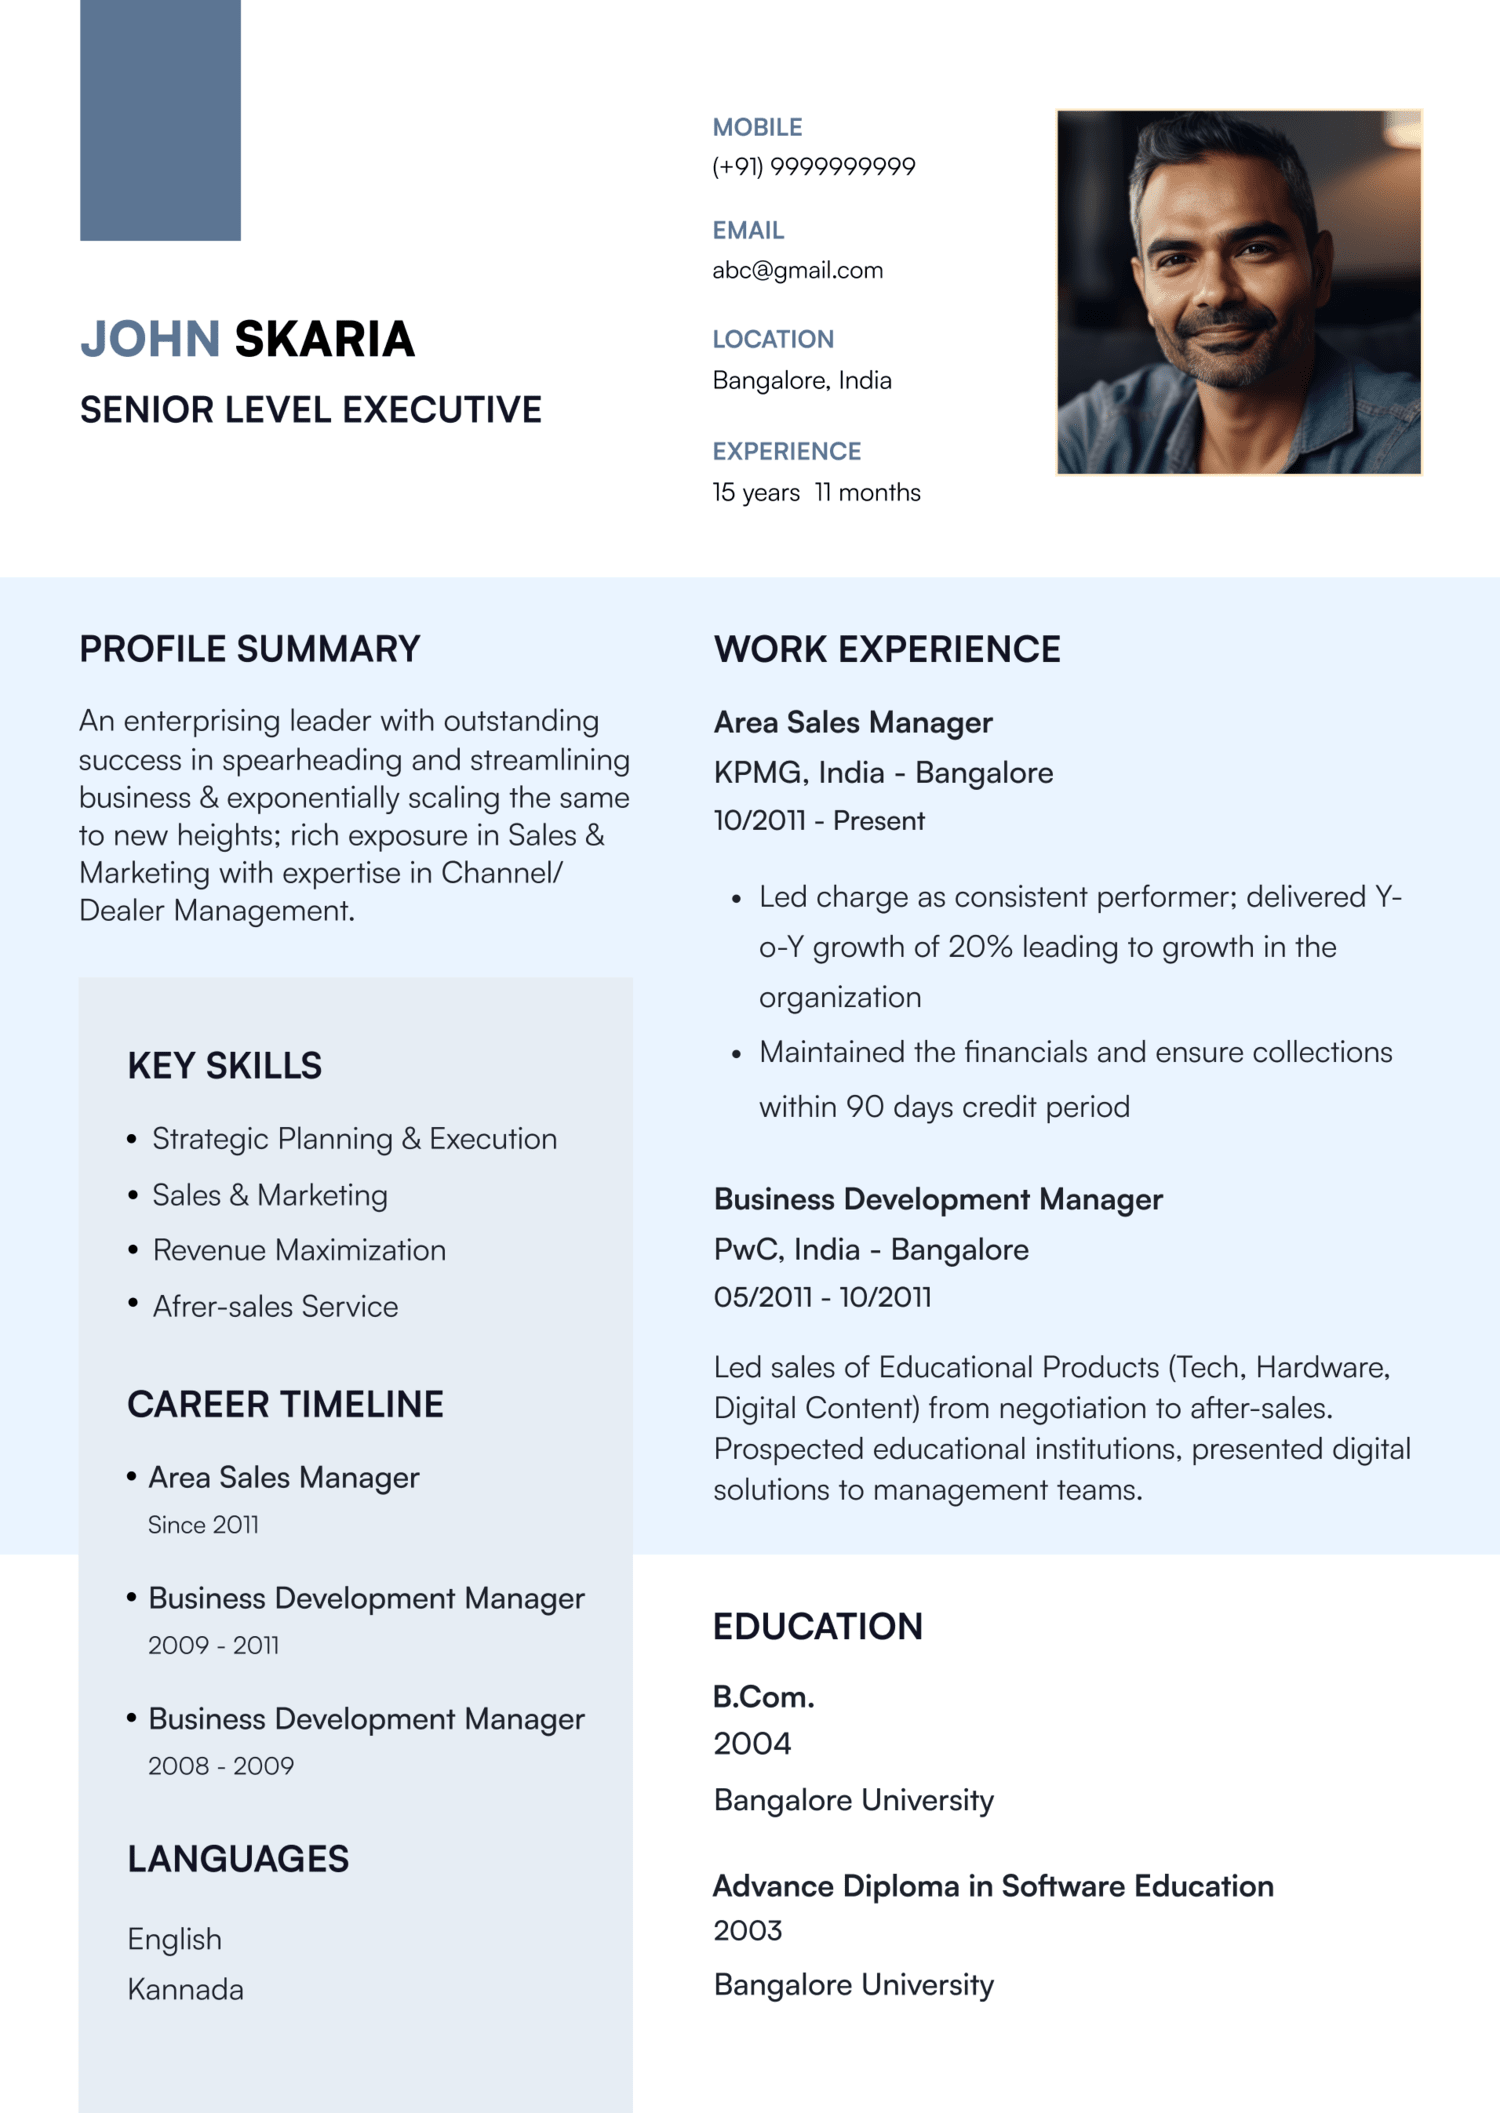 JOHN SKARIA
SENIOR LEVEL EXECUTIVE
MOBILE
(+91) 9999999999
EMAIL
abc@gmail.com
LOCATION
Bangalore, India
EXPERIENCE
15 years 11 months
PROFILE SUMMARY
An enterprising leader with outstanding
success in spearheading and streamlining
business & exponentially scaling the same
to new heights; rich exposure in Sales &
Marketing with expertise in Channel/
Dealer Management.
KEY SKILLS
• Strategic Planning & Execution
• Sales & Marketing
• Revenue Maximization
• Afrer-sales Service
CAREER TIMELINE
• Area Sales Manager
Since 2011
• Business Development Manager
2009 - 2011
• Business Development Manager
2008 - 2009
LANGUAGES
English
Kannada
WORK EXPERIENCE
Area Sales Manager
KPMG, India - Bangalore
10/2011 - Present
• Led charge as consistent performer; delivered Y-
o-Y growth of 20% leading to growth in the
organization
• Maintained the financials and ensure collections
within 90 days credit period
Business Development Manager
PwC, India - Bangalore
05/2011 - 10/2011
Led sales of Educational Products (Tech, Hardware,
Digital Content) from negotiation to after-sales.
Prospected educational institutions, presented digital
solutions to management teams.
EDUCATION
B.Com.
2004
Bangalore University
Advance Diploma in Software Education
2003
Bangalore University